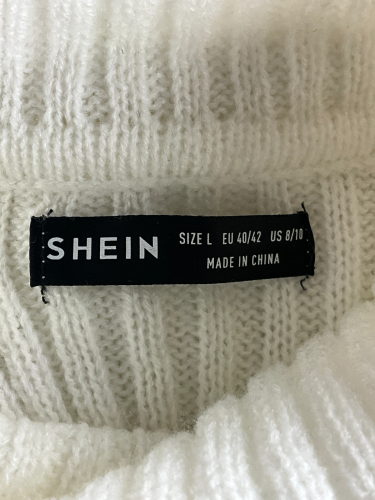 SHEIN
SIZE L EU 40/42 US 8/10
MADE IN CHINA